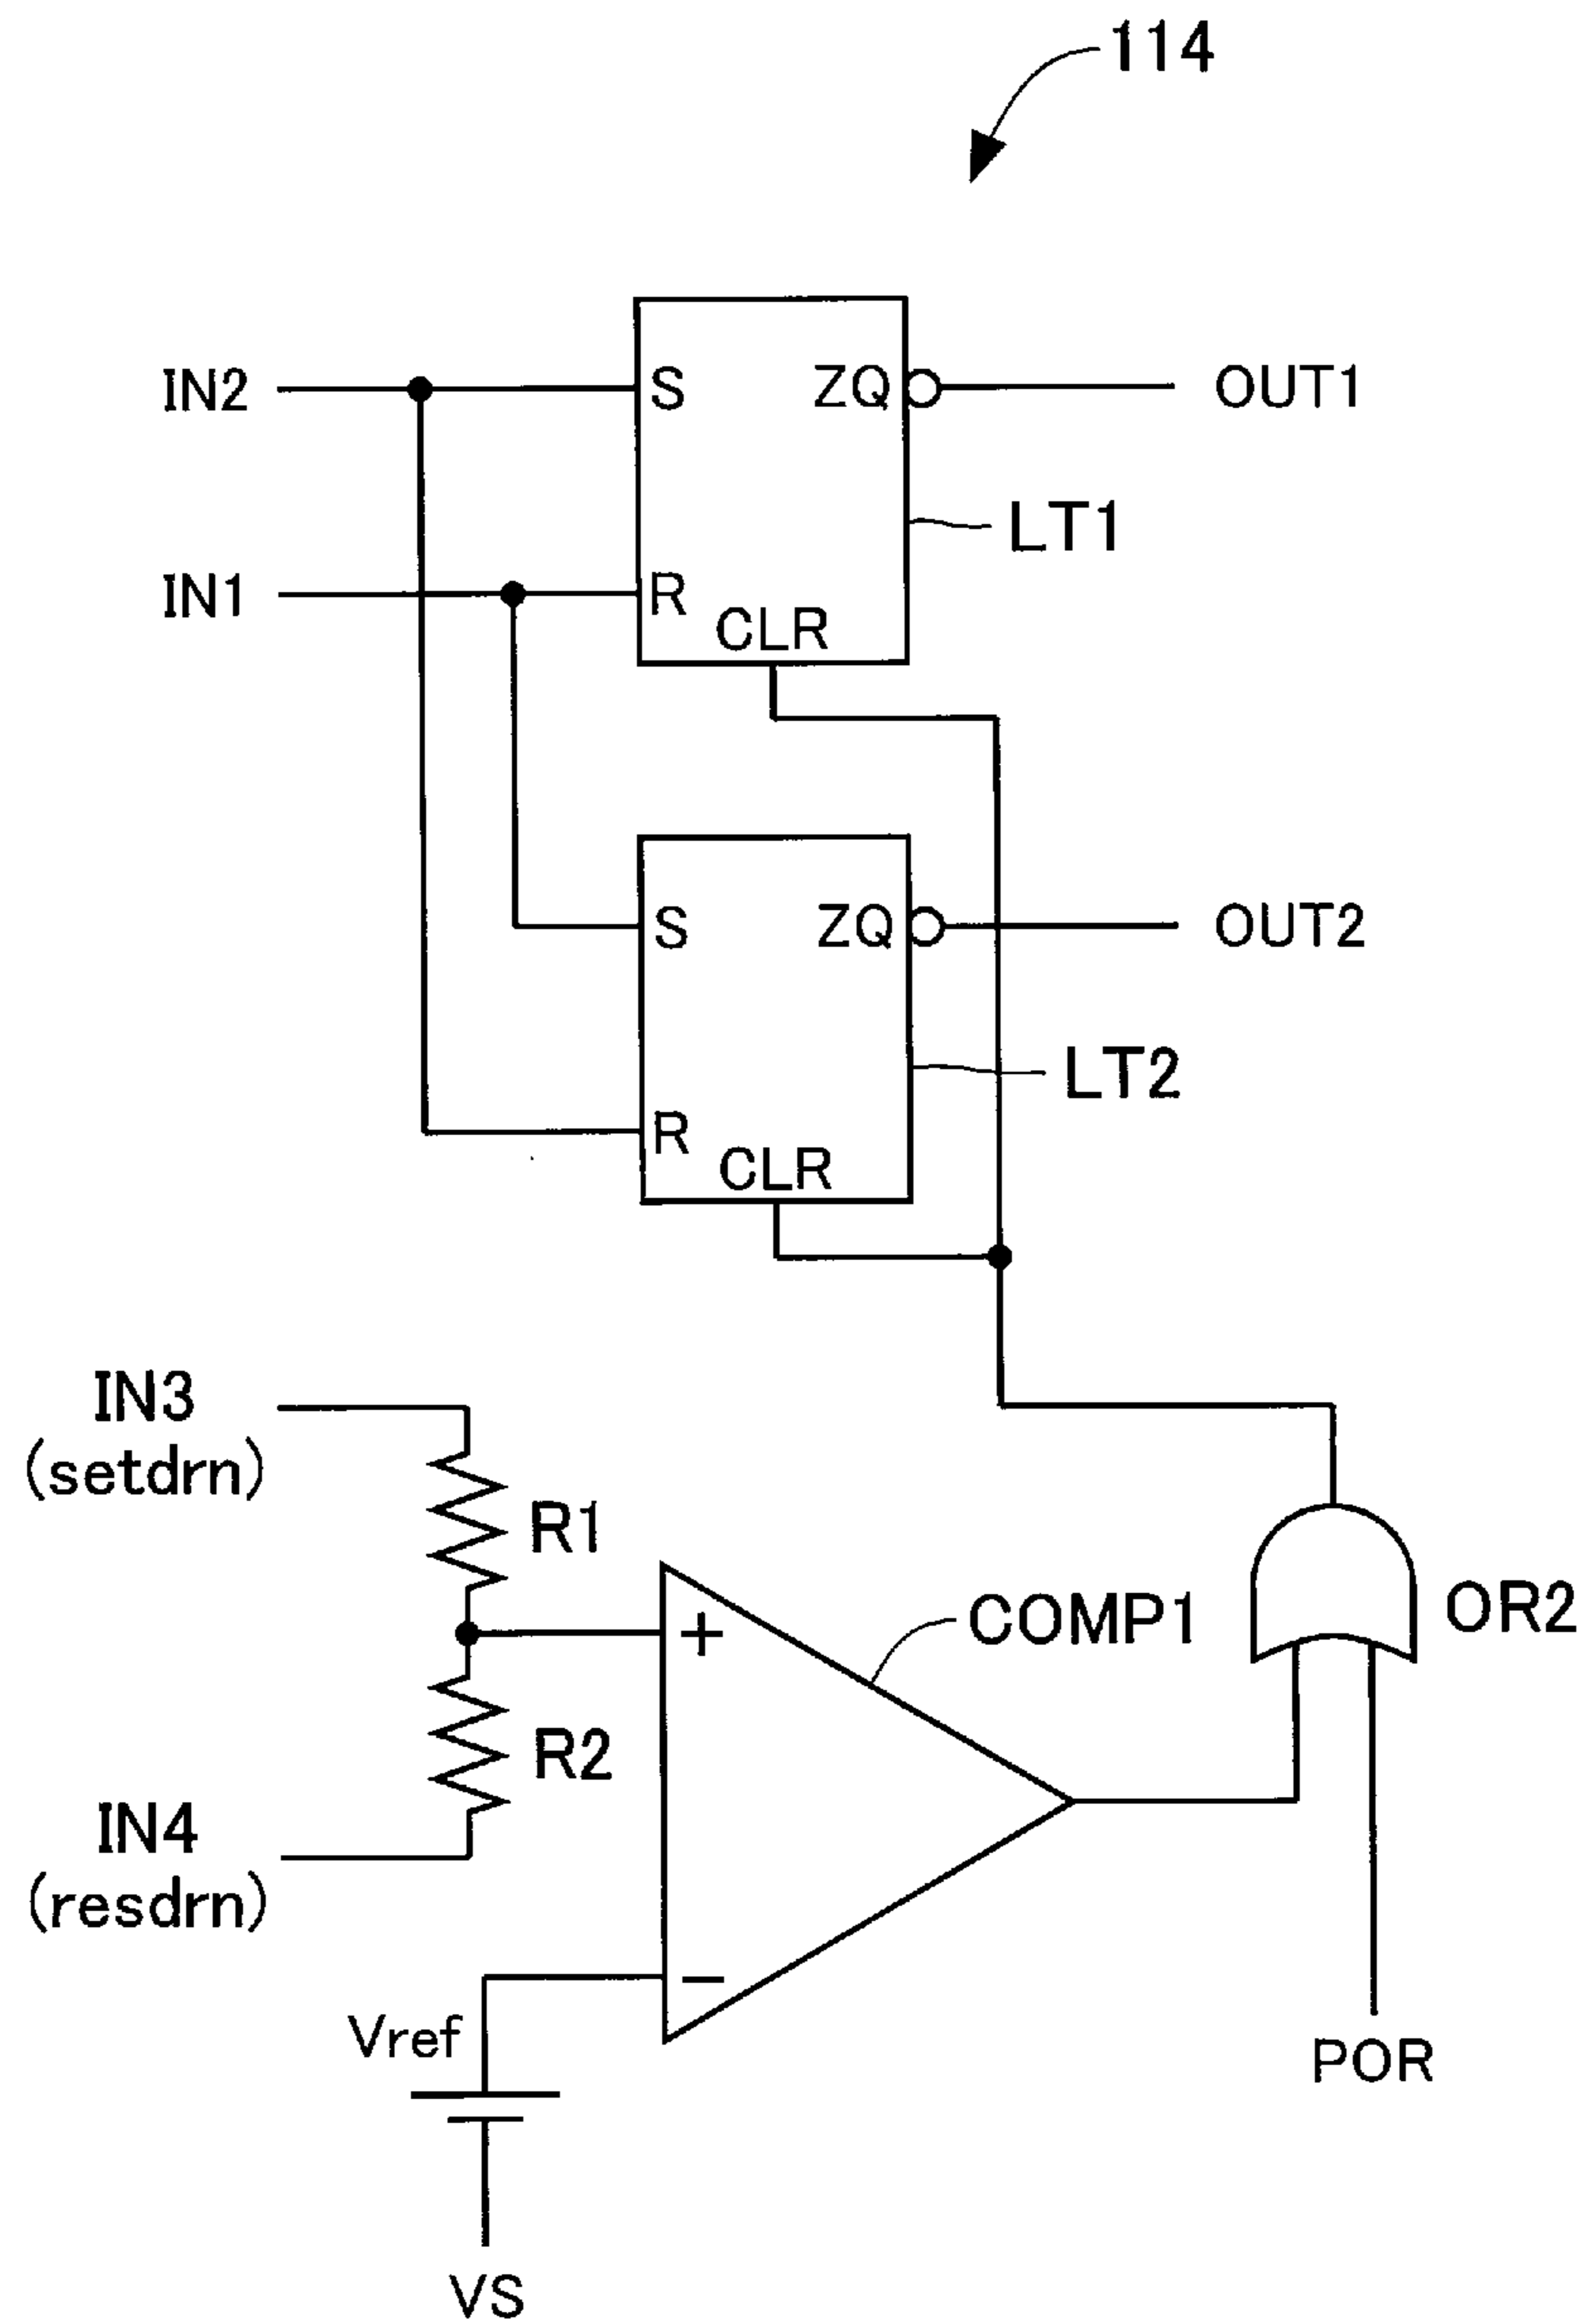 114
IN2
S
ZQ
OUT1
LT1
IN1
R
CLR
S
ZQ
OUT2
LT2
R
CLR
IN3
(setdrn)
R1
COMP1
OR2
+
R2
IN4
(resdrn)
−
Vref
POR
VS